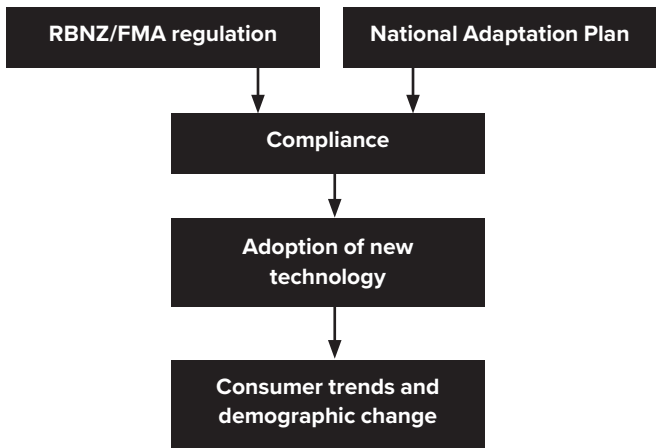 RBNZ/FMA regulation
National Adaptation Plan
Compliance
Adoption of new
technology
Consumer trends and
demographic change